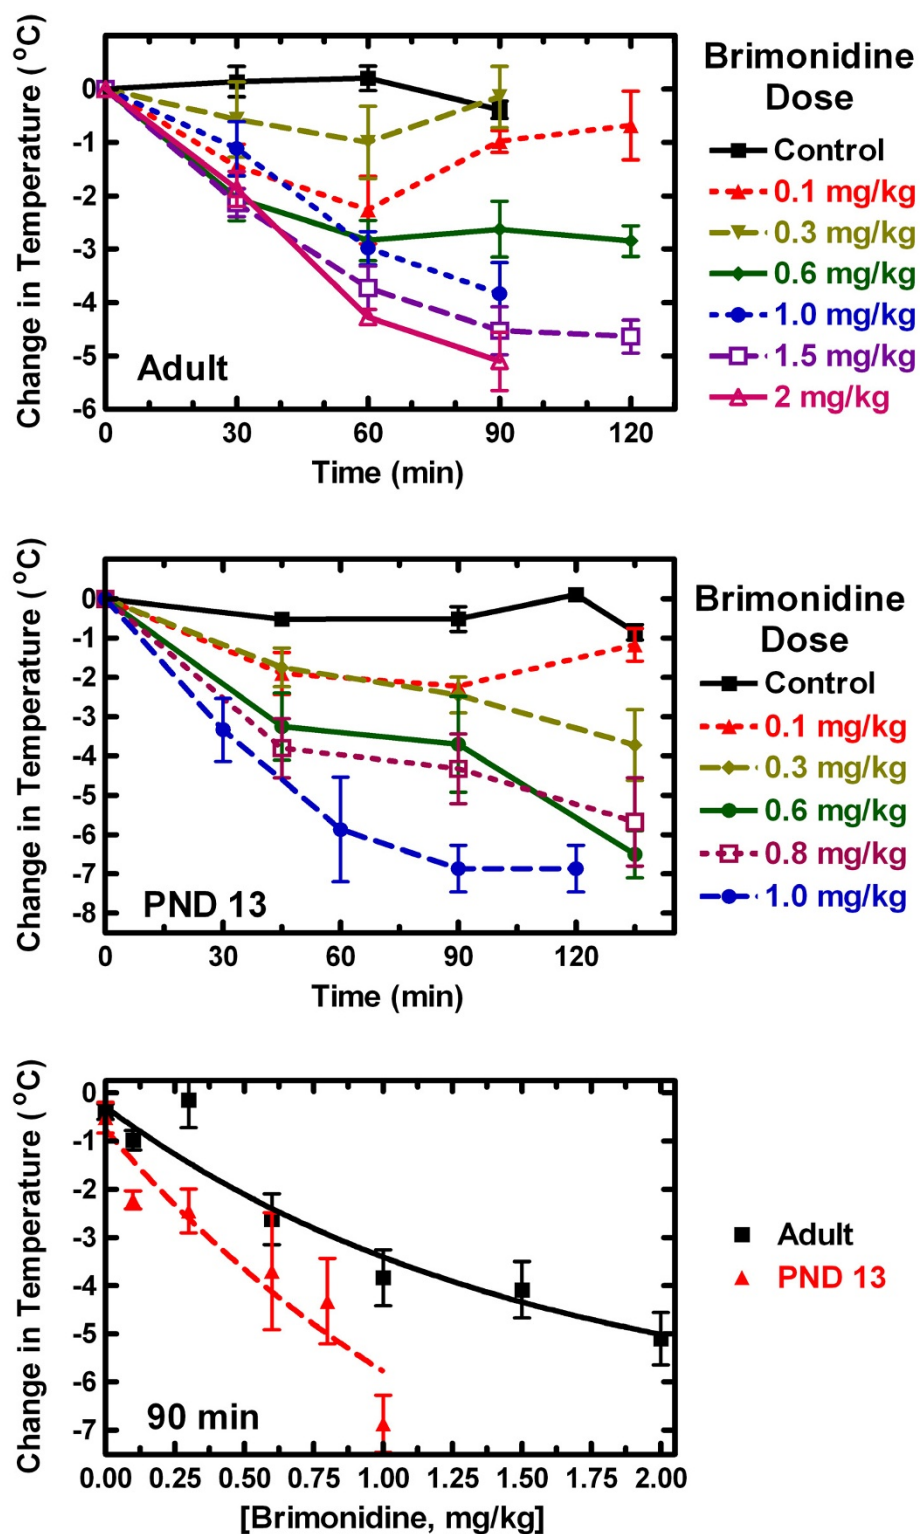 Change in Temperature (°C)
0
-1
-2
-3
-4
-5
-6
Adult
0 30 60 90 120
Time (min)
Brimonidine
Dose
Control
0.1 mg/kg
0.3 mg/kg
0.6 mg/kg
1.0 mg/kg
1.5 mg/kg
2 mg/kg
Change in Temperature (°C)
0
-1
-2
-3
-4
-5
-6
-7
-8
PND 13
0 30 60 90 120
Time (min)
Brimonidine
Dose
Control
0.1 mg/kg
0.3 mg/kg
0.6 mg/kg
0.8 mg/kg
1.0 mg/kg
Change in Temperature (°C)
0
-1
-2
-3
-4
-5
-6
-7
90 min
0.00 0.25 0.50 0.75 1.00 1.25 1.50 1.75 2.00
[Brimonidine, mg/kg]
Adult
PND 13